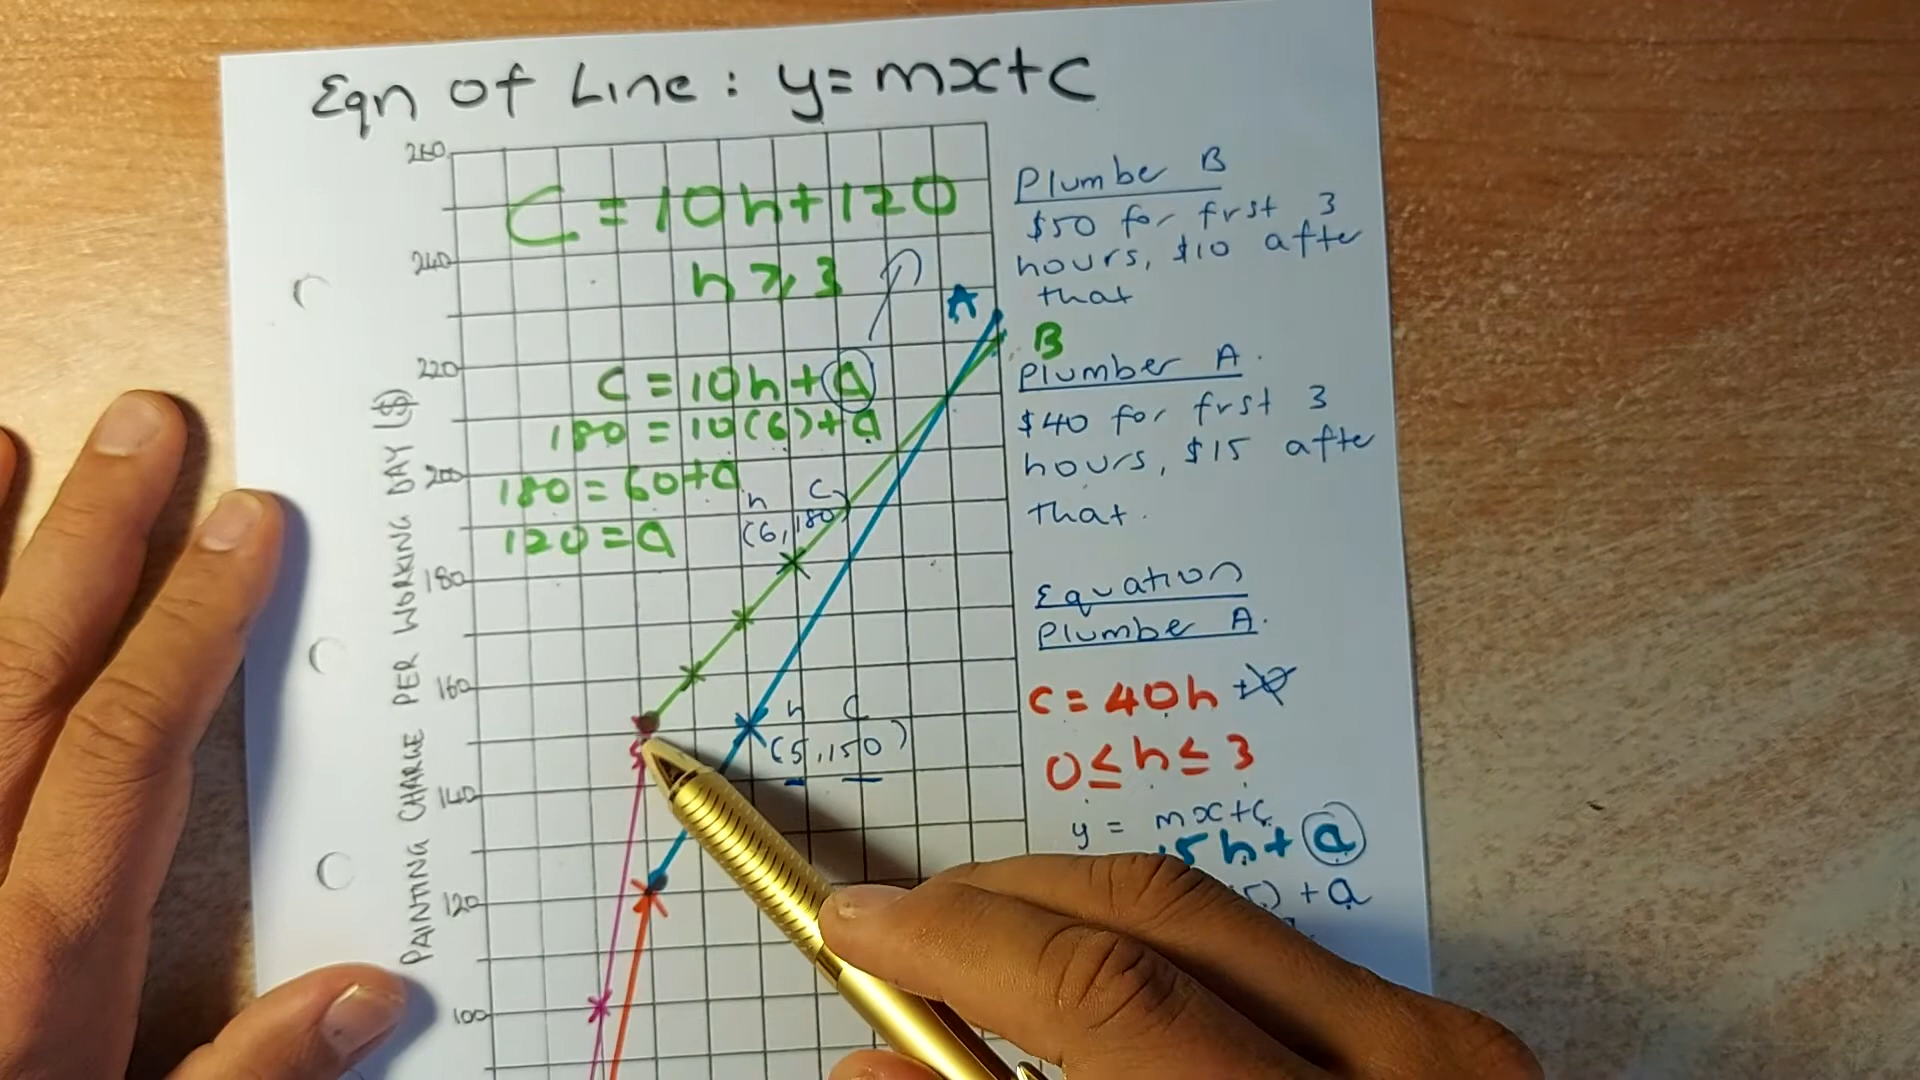 Eqn of Line: y=mx+c
260
240
220
200
180
160
140
120
100
PAINTING CHARGE PER WORKING DAY ($)
C = 10h+120
h ⩾ 3
C = 10h + a
180 = 10(6)+a
180 = 60+a
120 = a
h C
(6,180)
h C
(5,150)
A
B
Plumber B
$50 for first 3
hours, $10 after
that
Plumber A.
$40 for first 3
hours, $15 after
that.
Equation
Plumber A.
C = 40h
0 ≤ h ≤ 3
y = mx+c
15h + a
5) + a